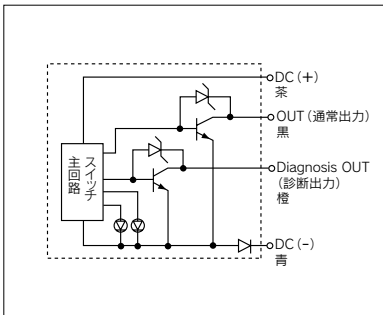 DC (+)
茶
OUT (通常出力)
黒
Diagnosis OUT
(診断出力)
橙
スイッチ
主回路
DC (-)
青